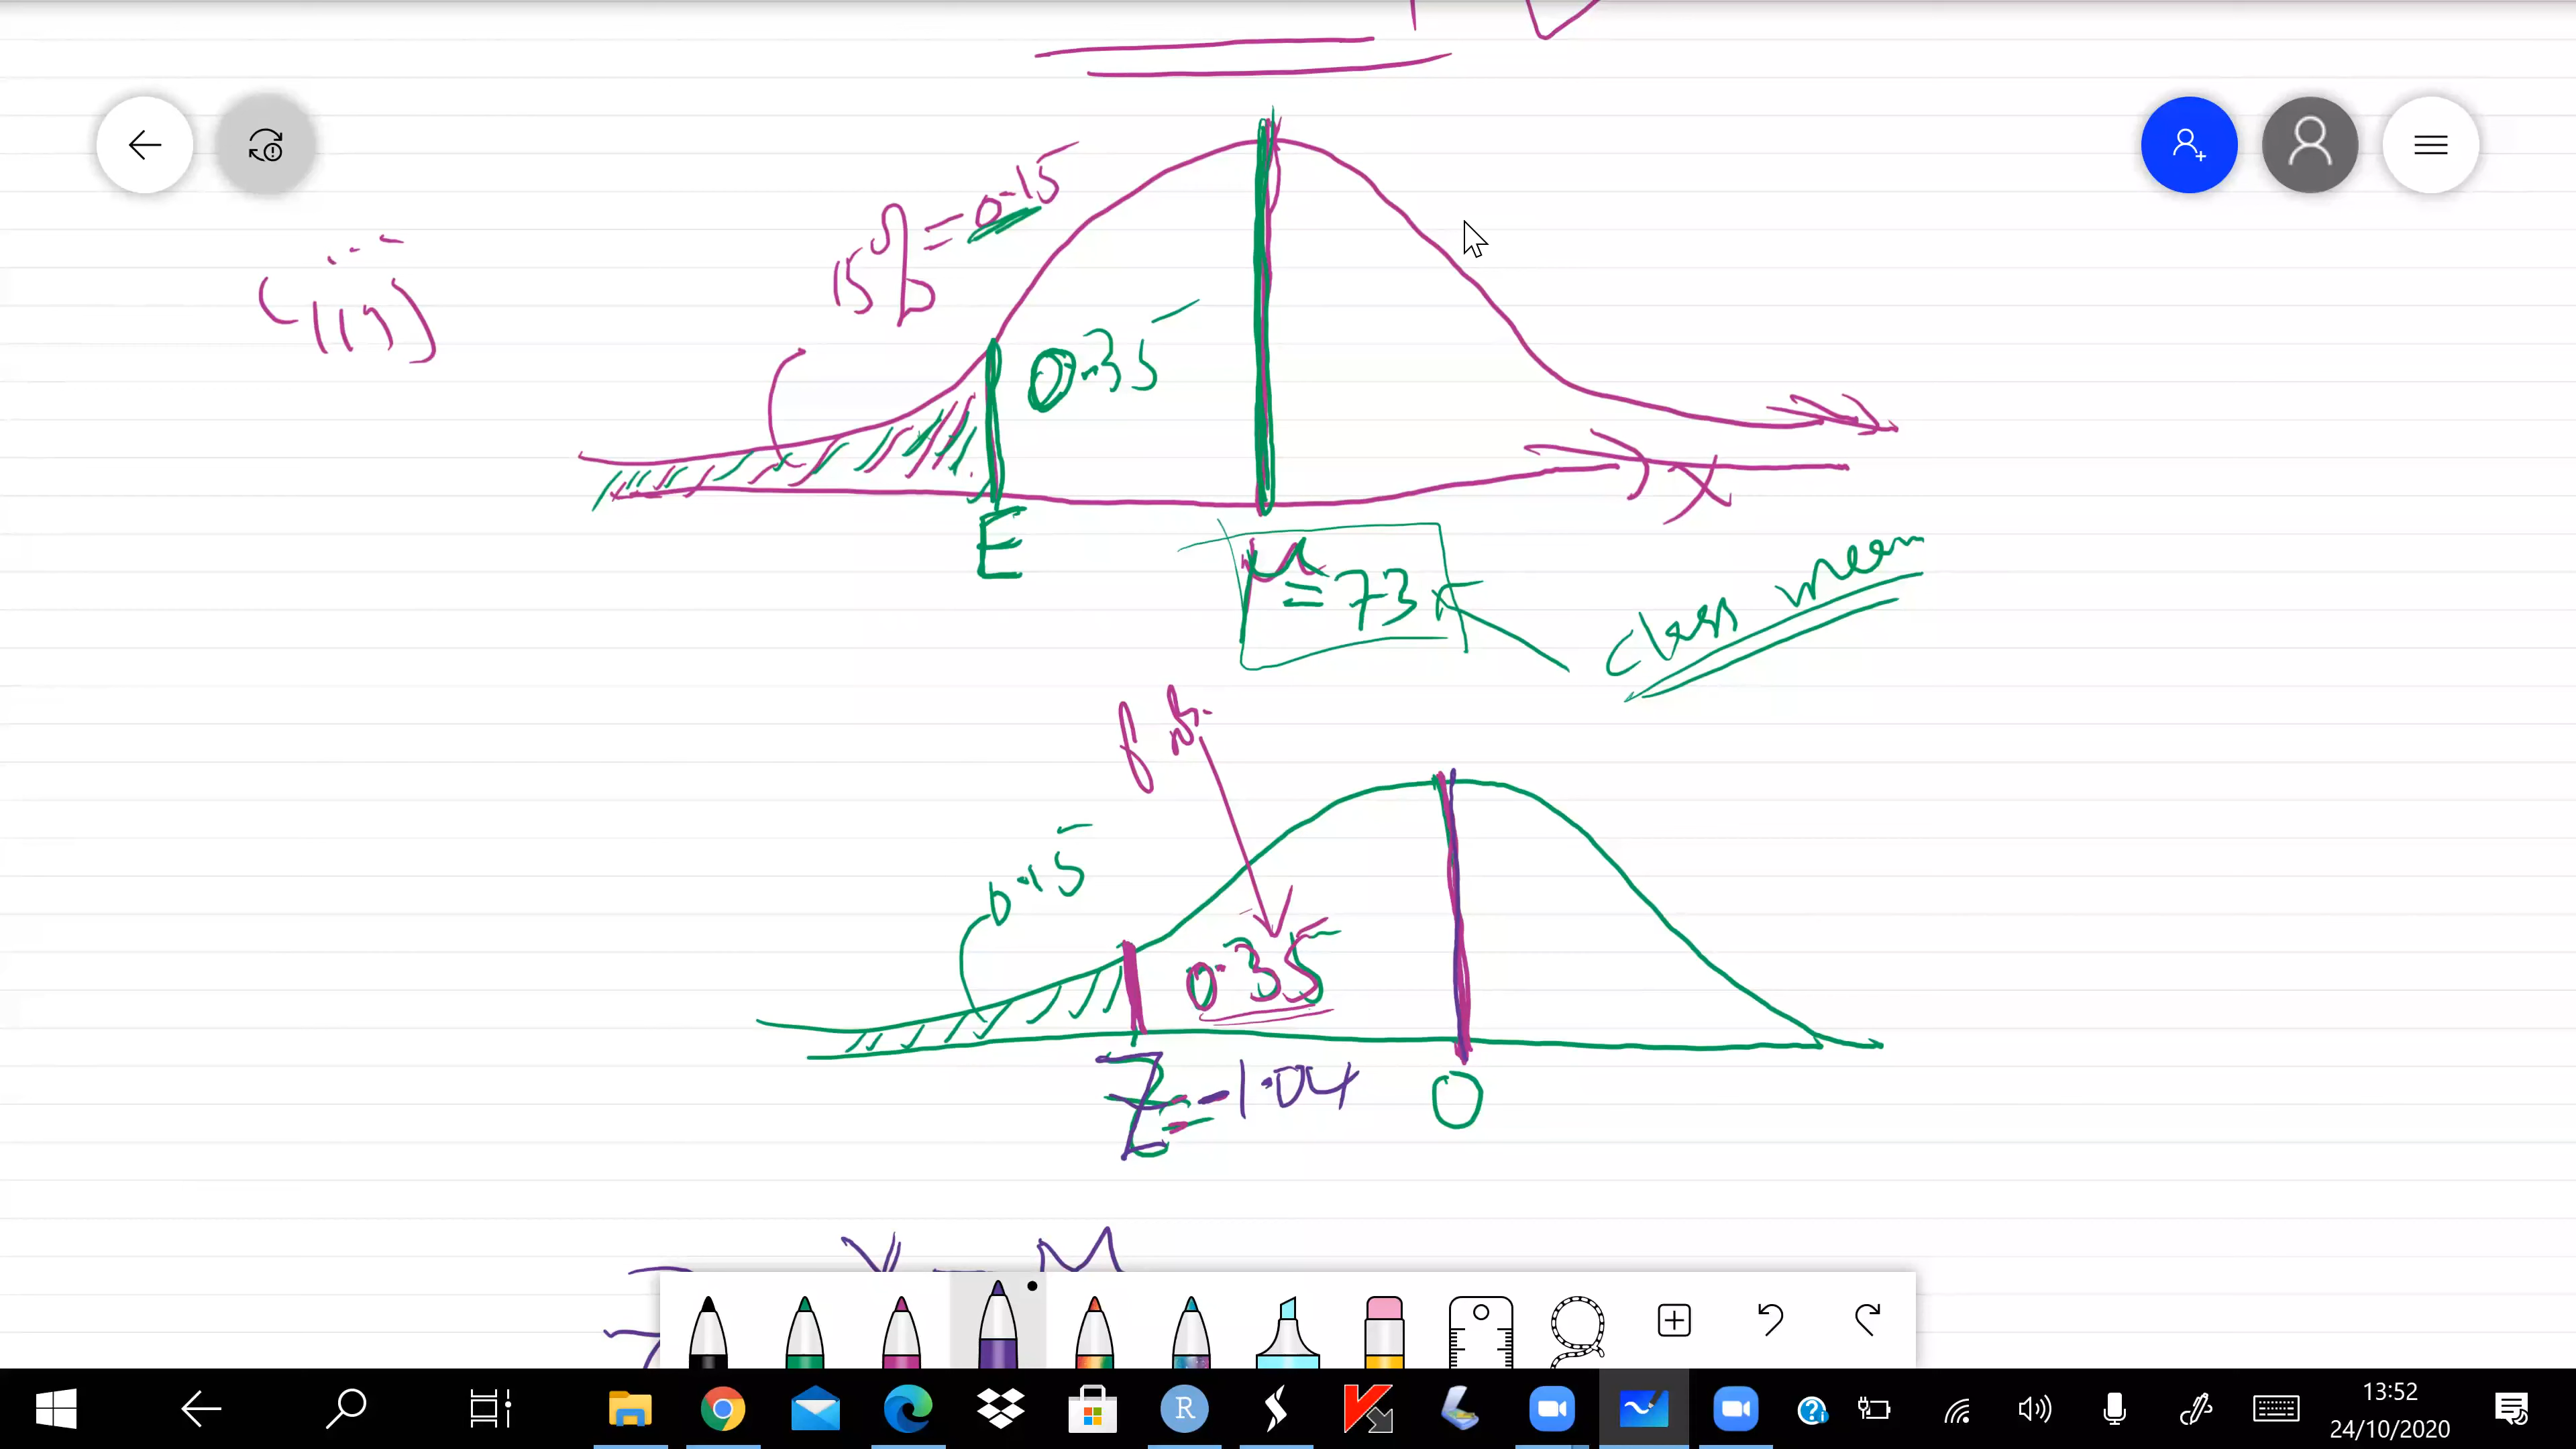 15% = 0.15
(iii)
0.35
E
μ = 73
X
class mean
0.15
0.35
Z = -1.04
0
X - M
R
13:52
24/10/2020